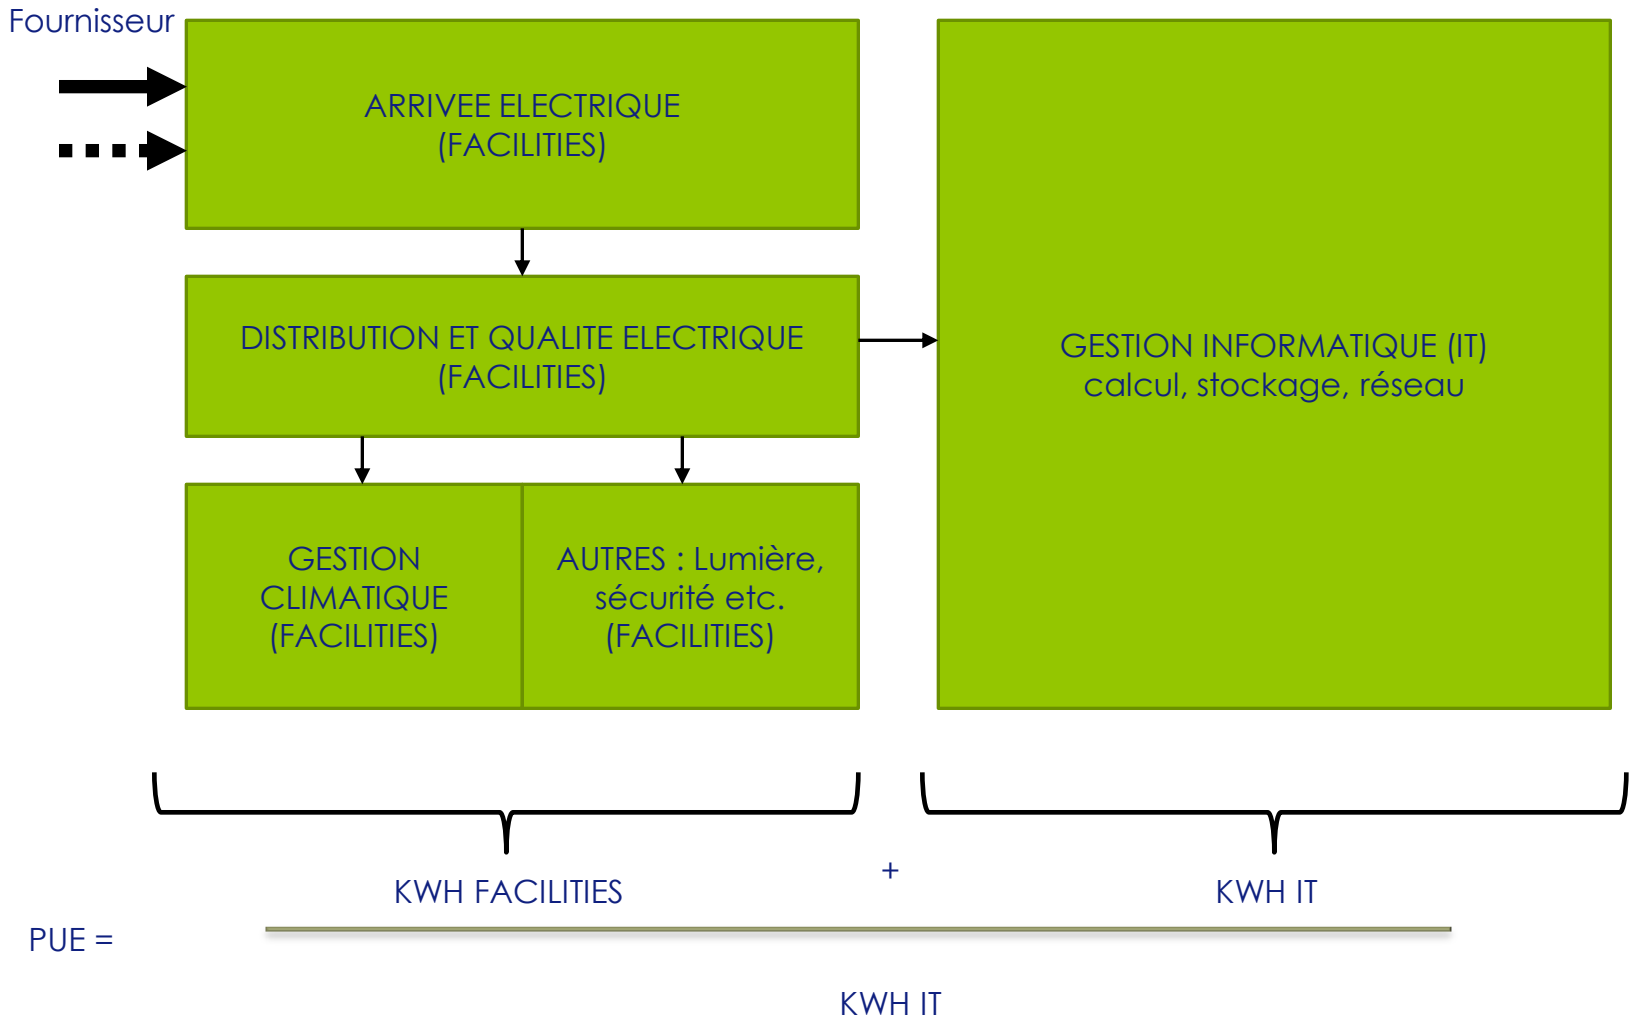 Fournisseur
ARRIVEE ELECTRIQUE
(FACILITIES)
DISTRIBUTION ET QUALITE ELECTRIQUE
(FACILITIES)
GESTION INFORMATIQUE (IT)
calcul, stockage, réseau
GESTION
CLIMATIQUE
(FACILITIES)
AUTRES : Lumière,
sécurité etc.
(FACILITIES)
KWH FACILITIES
+
KWH IT
PUE =
KWH IT